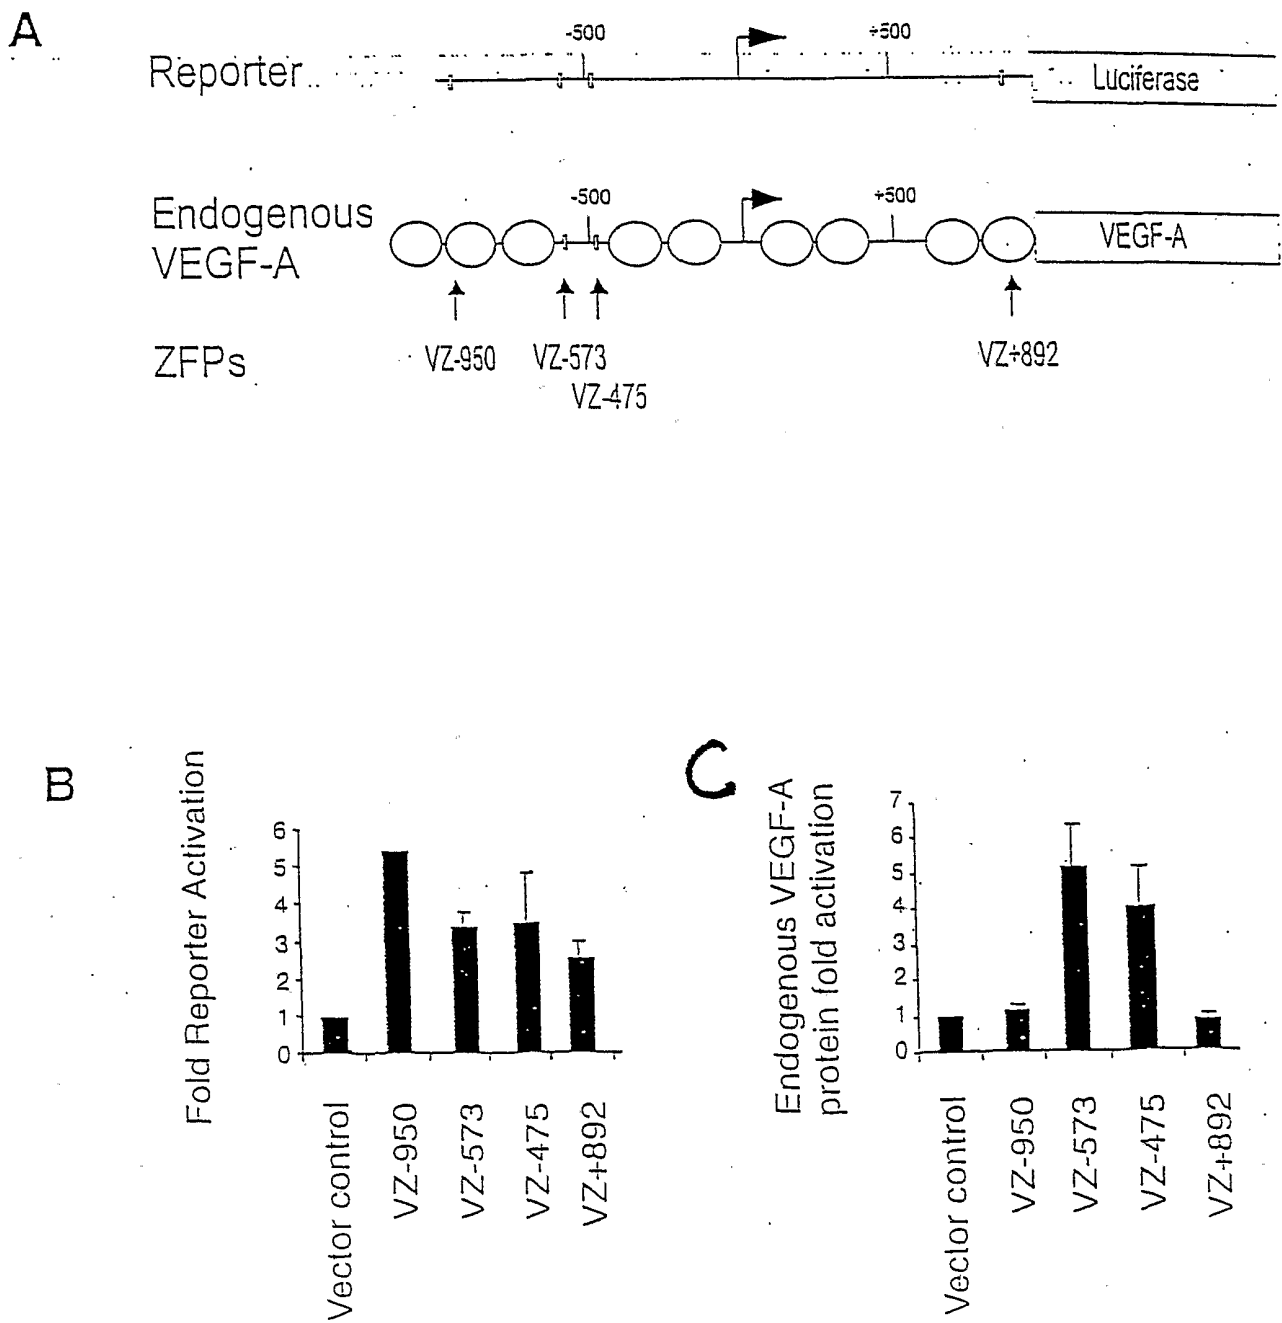 A
-500
+500
Reporter
Luciferase
Endogenous
VEGF-A
-500
+500
VEGF-A
ZFPs
VZ-950
VZ-573
VZ-475
VZ+892
B
Fold Reporter Activation
6
5
4
3
2
1
0
Vector control
VZ-950
VZ-573
VZ-475
VZ+892
C
Endogenous VEGF-A
protein fold activation
7
6
5
4
3
2
1
0
Vector control
VZ-950
VZ-573
VZ-475
VZ+892